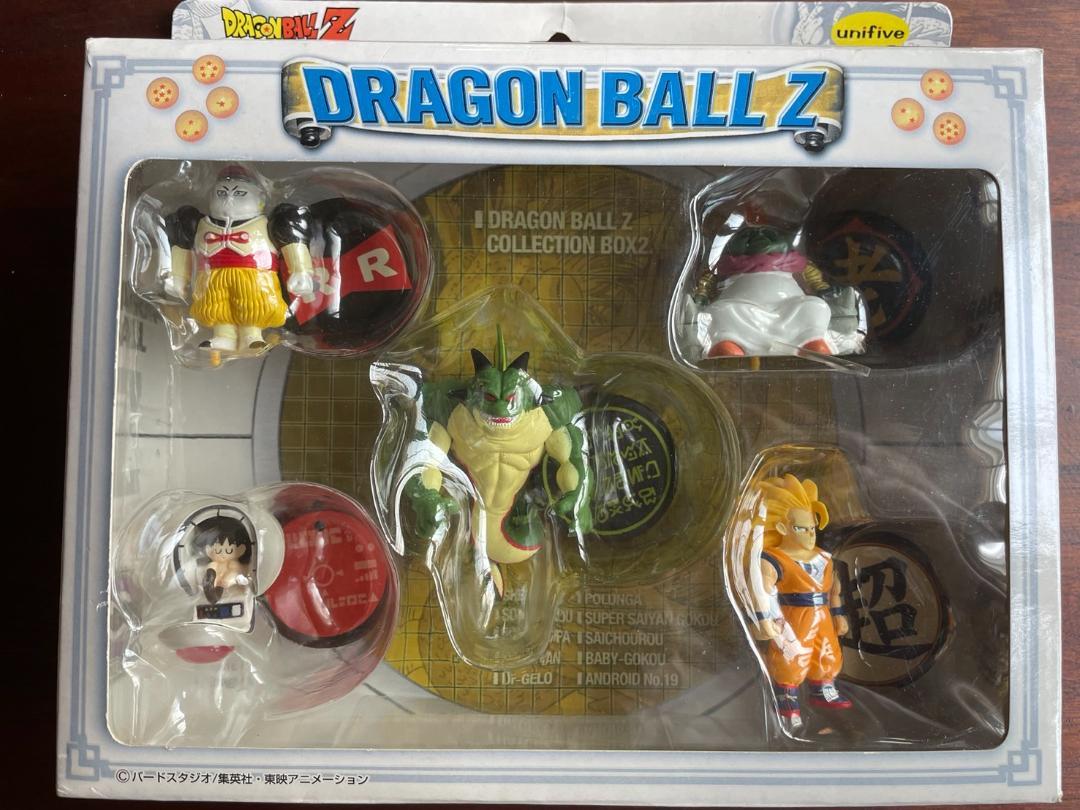 DRAGON BALL Z
unifive
DRAGON BALL Z
DRAGON BALL Z
COLLECTION BOX2
R
R
老
超
POLUNGA
SUPER SAIYAN GOKOU
SAICHOUROU
BABY-GOKOU
Dr-GELO ANDROID No.19
©バードスタジオ/集英社・東映アニメーション